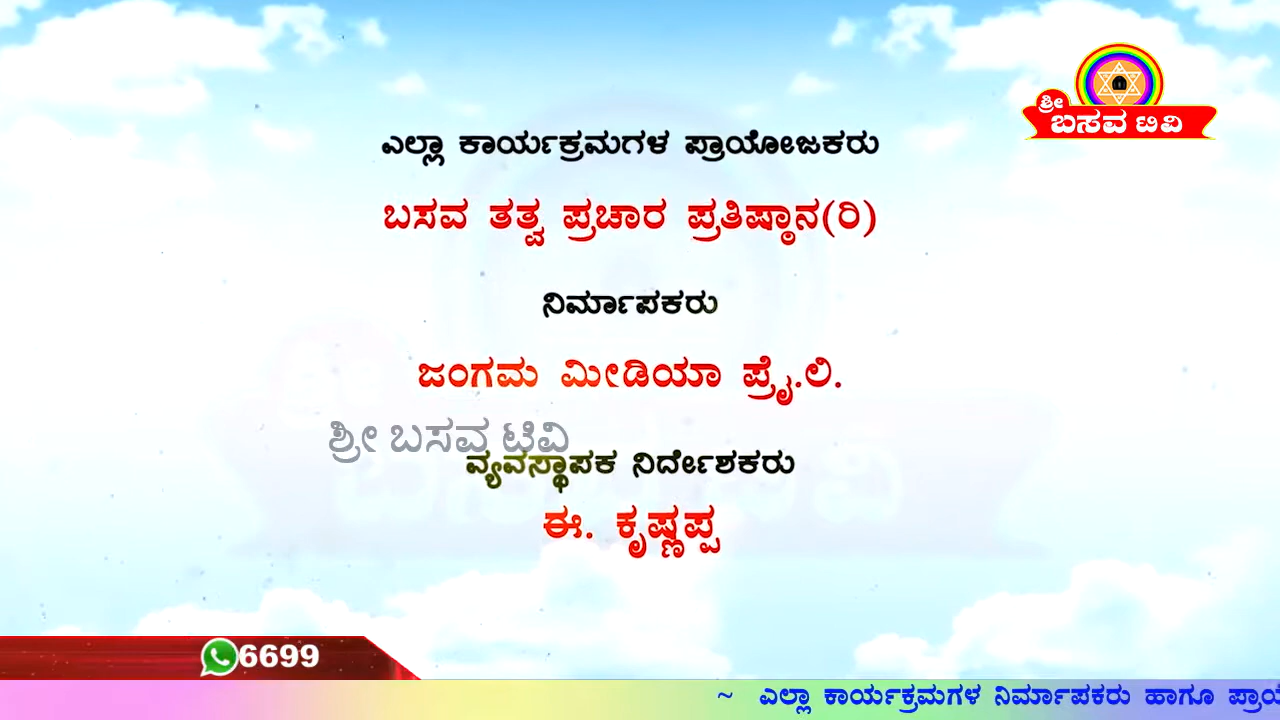 ಶ್ರೀ
ಬಸವ ಟಿವಿ
ಎಲ್ಲಾ ಕಾರ್ಯಕ್ರಮಗಳ ಪ್ರಾಯೋಜಕರು
ಬಸವ ತತ್ವ ಪ್ರಚಾರ ಪ್ರತಿಷ್ಠಾನ(ರಿ)
ನಿರ್ಮಾಪಕರು
ಜಂಗಮ ಮೀಡಿಯಾ ಪ್ರೈ.ಲಿ.
ಶ್ರೀ ಬಸವ ಟಿವಿ
ವ್ಯವಸ್ಥಾಪಕ ನಿರ್ದೇಶಕರು
ಈ. ಕೃಷ್ಣಪ್ಪ
6699
~ ಎಲ್ಲಾ ಕಾರ್ಯಕ್ರಮಗಳ ನಿರ್ಮಾಪಕರು ಹಾಗೂ